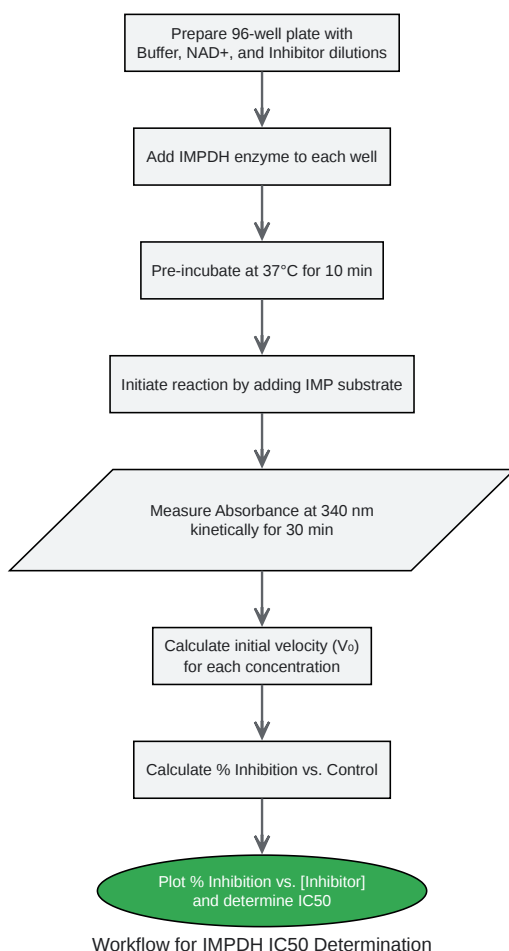 Prepare 96-well plate with
Buffer, NAD+, and Inhibitor dilutions
Add IMPDH enzyme to each well
Pre-incubate at 37°C for 10 min
Initiate reaction by adding IMP substrate
Measure Absorbance at 340 nm
kinetically for 30 min
Calculate initial velocity (V₀)
for each concentration
Calculate % Inhibition vs. Control
Plot % Inhibition vs. [Inhibitor]
and determine IC50
Workflow for IMPDH IC50 Determination